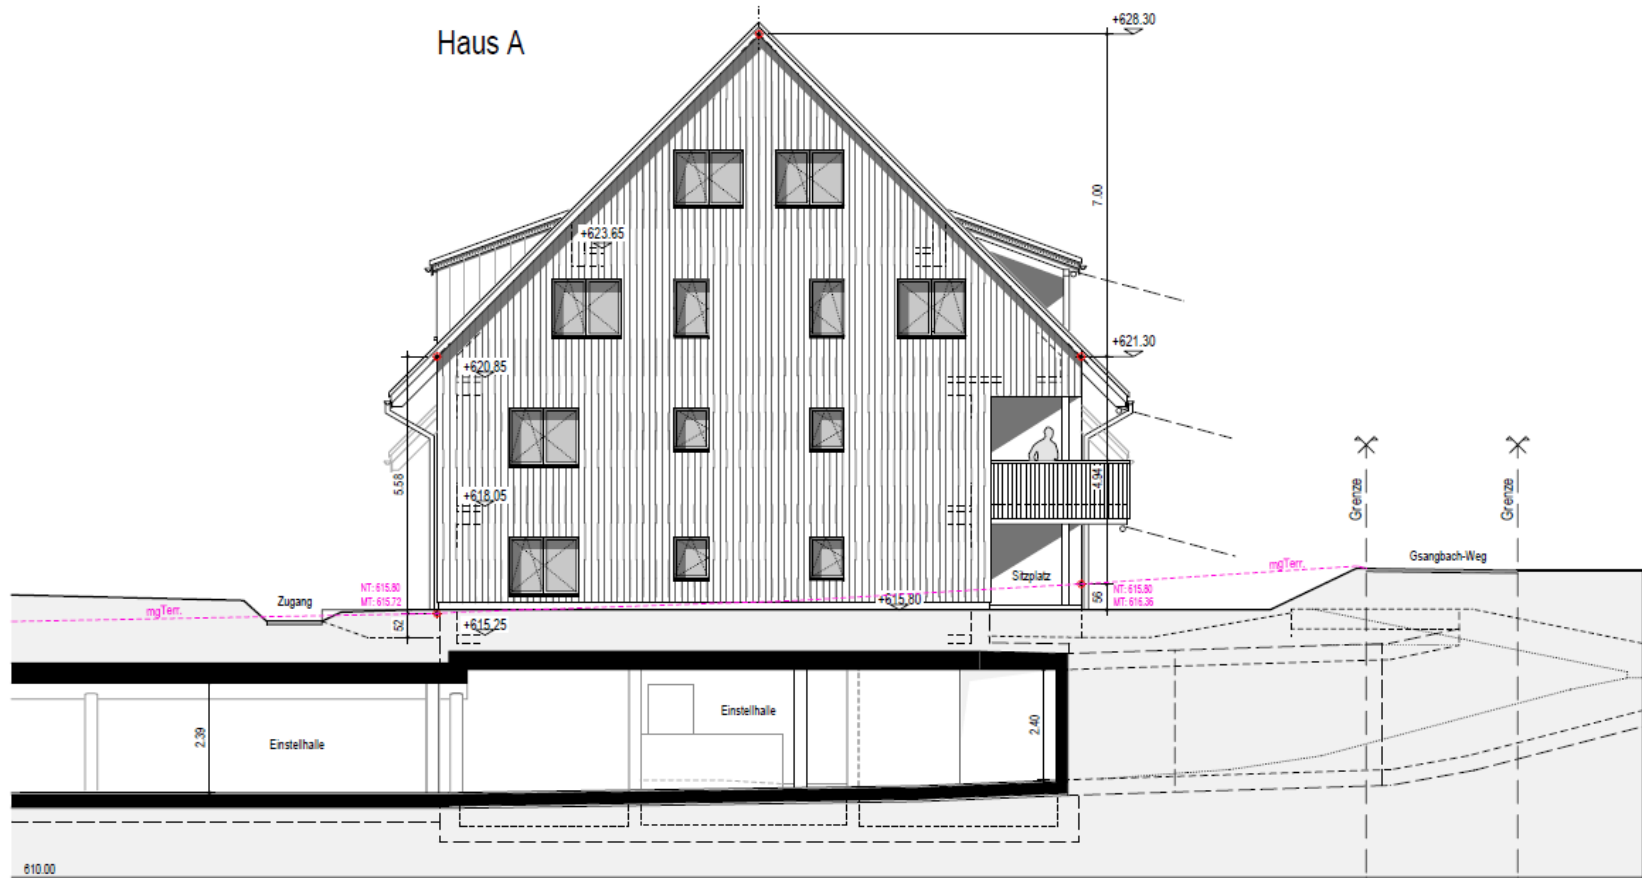 Haus A
+628.30
7.00
+623.65
+621.30
+620.85
5.58
4.94
+618.05
Grenze
Grenze
Gsangbach-Weg
mgTerr.
Sitzplatz
NT: 615.80
MT: 615.72
NT: 615.80
MT: 616.36
Zugang
mgTerr.
+615.80
56
52
+615.25
Einstellhalle
2.39
2.40
Einstellhalle
610.00